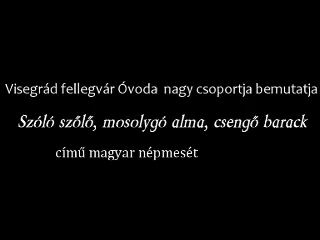 Visegrád fellegvár Óvoda nagy csoportja bemutatja
Szóló szőlő, mosolygó alma, csengő barack
című magyar népmesét